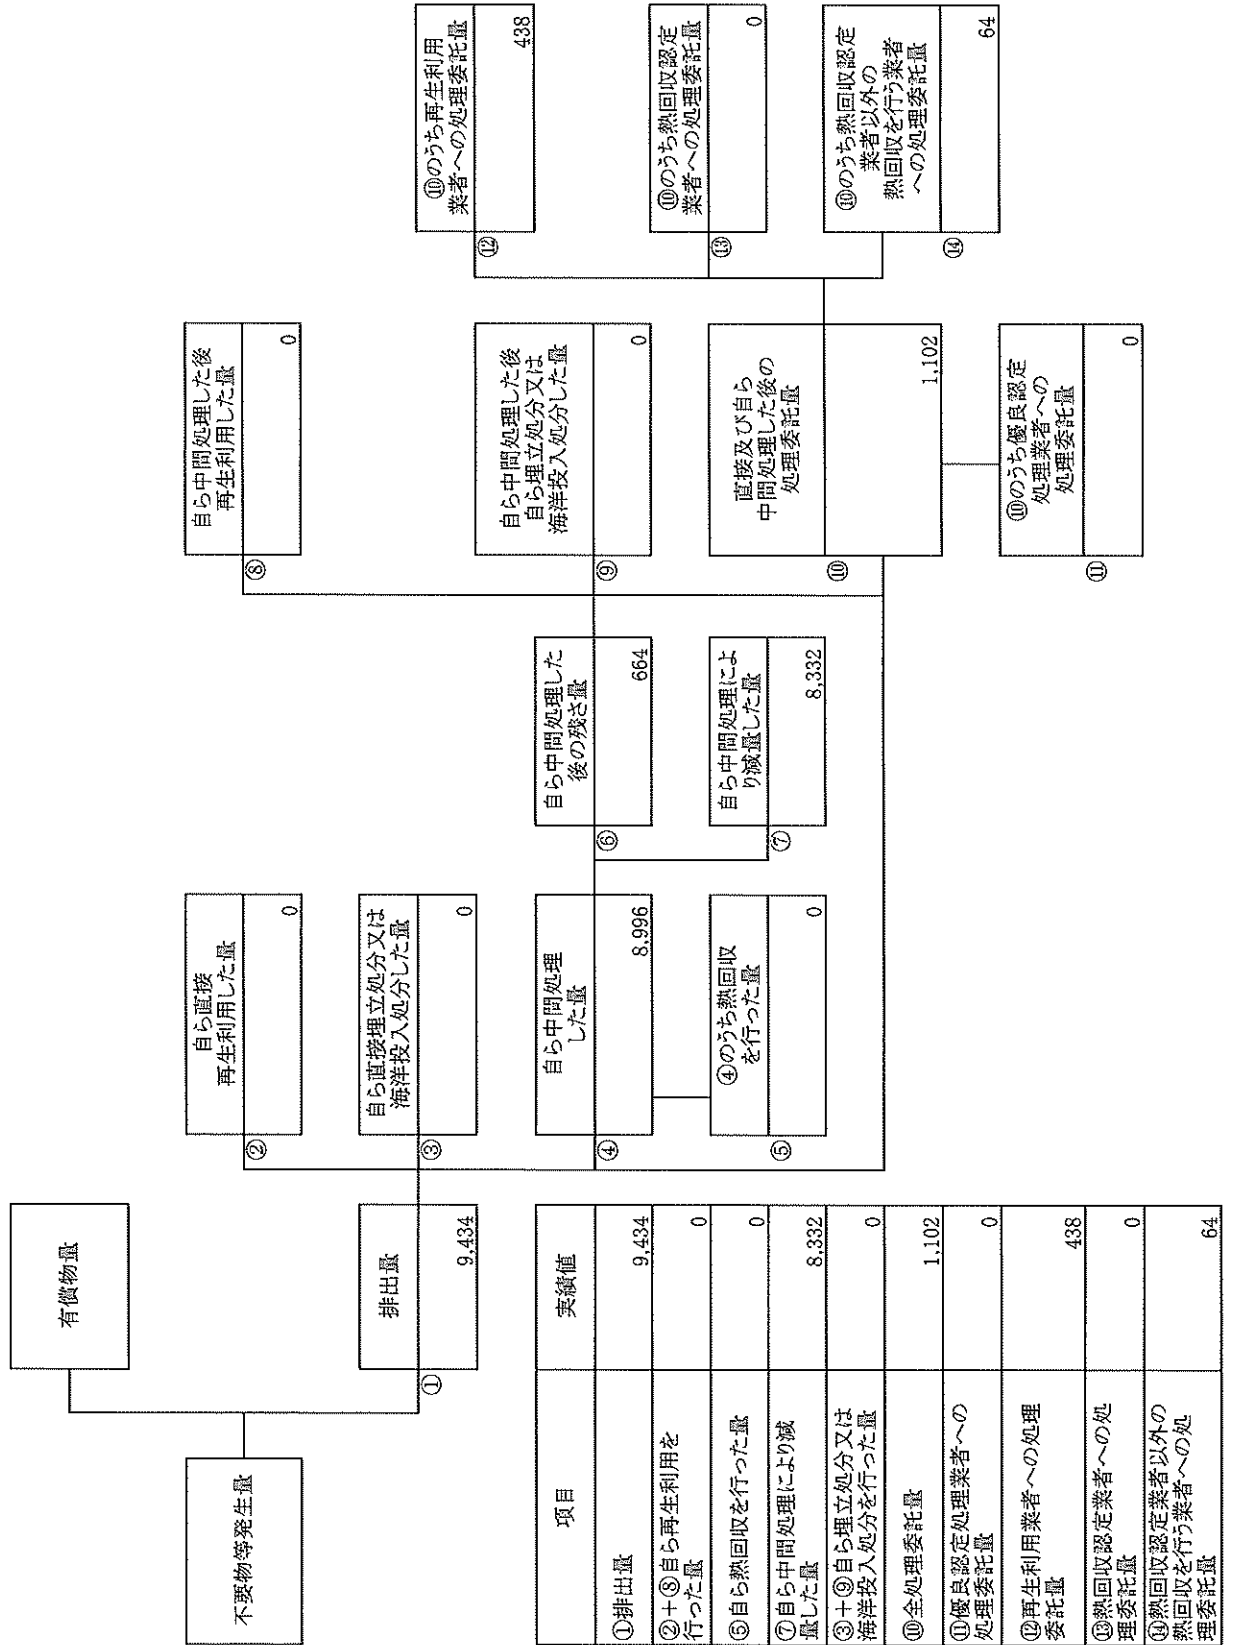 不要物等発生量
有償物量
①
排出量
9,434
②
自ら直接
再生利用した量
0
③
自ら直接埋立処分又は
海洋投入処分した量
0
④
自ら中間処理
した量
8,996
⑤
④のうち熱回収
を行った量
0
⑥
自ら中間処理した
後の残さ量
664
⑦
自ら中間処理によ
り減量した量
8,332
⑧
自ら中間処理した後
再生利用した量
0
⑨
自ら中間処理した後
自ら埋立処分又は
海洋投入処分した量
0
⑩
直接及び自ら
中間処理した後の
処理委託量
1,102
⑪
⑩のうち優良認定
処理業者への
処理委託量
0
⑫
⑩のうち再生利用
業者への処理委託量
438
⑬
⑩のうち熱回収認定
業者への処理委託量
0
⑭
⑩のうち熱回収認定
業者以外の
熱回収を行う業者
への処理委託量
64
項目
実績値
①排出量
9,434
②+⑧自ら再生利用を
行った量
0
⑤自ら熱回収を行った量
0
⑦自ら中間処理により減
量した量
8,332
③+⑨自ら埋立処分又は
海洋投入処分を行った量
0
⑩全処理委託量
1,102
⑪優良認定処理業者への
処理委託量
0
⑫再生利用業者への処理
委託量
438
⑬熱回収認定業者への処
理委託量
0
⑭熱回収認定業者以外の
熱回収を行う業者への処
理委託量
64